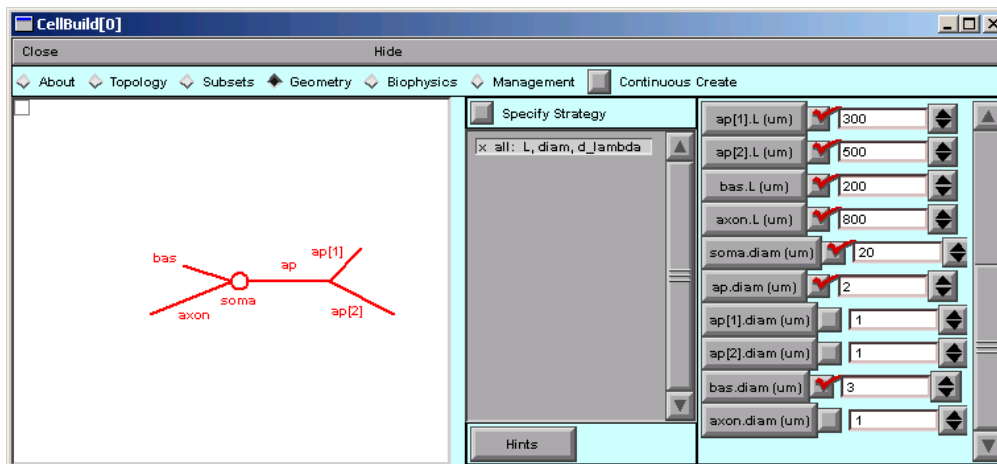 CellBuild[0]
Close Hide
About Topology Subsets Geometry Biophysics Management Continuous Create
Specify Strategy
x all: L, diam, d_lambda
Hints
bas
ap
ap[1]
soma
axon
ap[2]
ap[1].L (um) 300
ap[2].L (um) 500
bas.L (um) 200
axon.L (um) 800
soma.diam (um) 20
ap.diam (um) 2
ap[1].diam (um) 1
ap[2].diam (um) 1
bas.diam (um) 3
axon.diam (um) 1